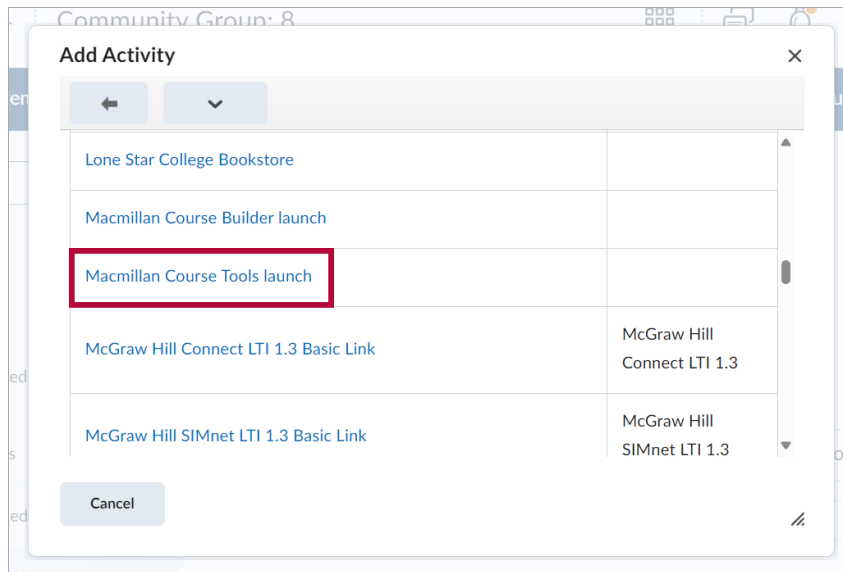 Community Group: 8
Add Activity
Lone Star College Bookstore
Macmillan Course Builder launch
Macmillan Course Tools launch
McGraw Hill Connect LTI 1.3 Basic Link
McGraw Hill
Connect LTI 1.3
McGraw Hill SIMnet LTI 1.3 Basic Link
McGraw Hill
SIMnet LTI 1.3
Cancel